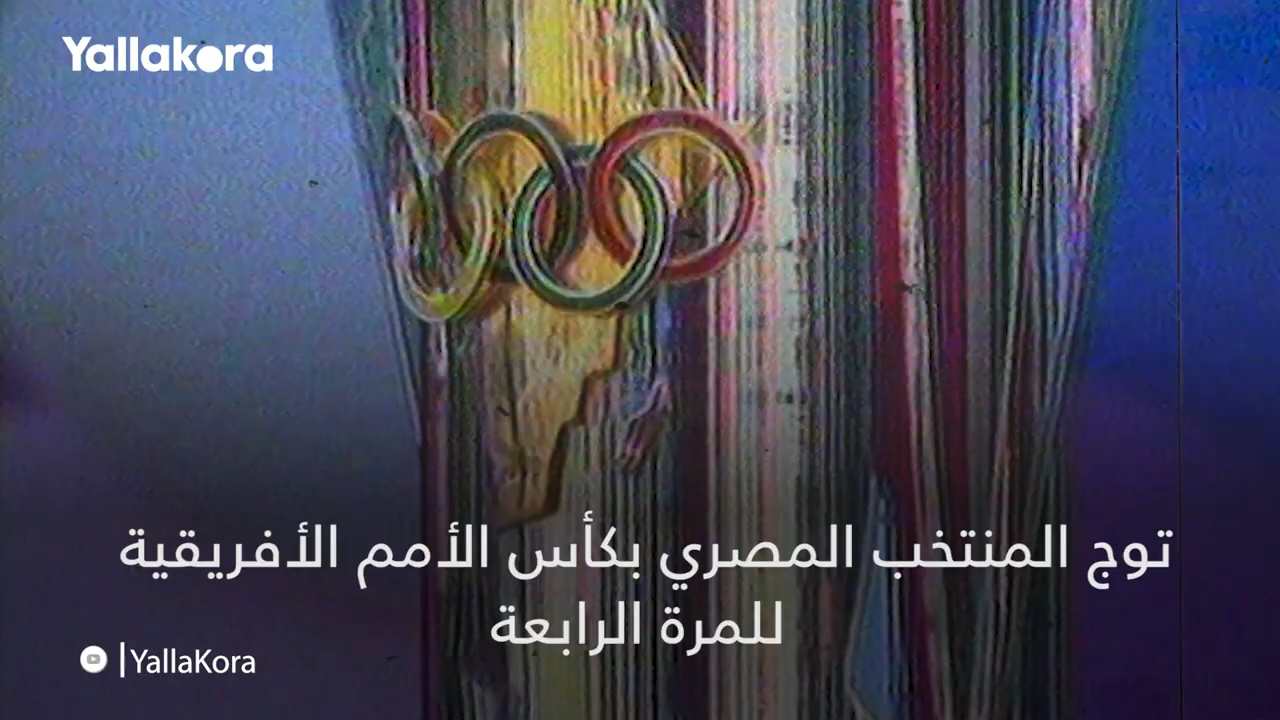 Yallakora
توج المنتخب المصري بكأس الأمم الأفريقية
للمرة الرابعة
YallaKora